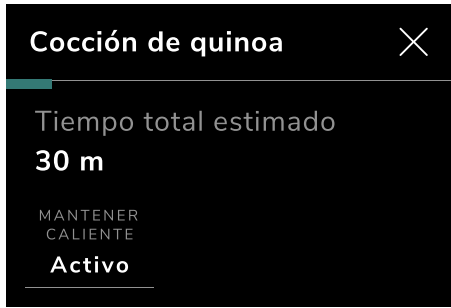 Cocción de quinoa
Tiempo total estimado
30 m
MANTENER
CALIENTE
Activo